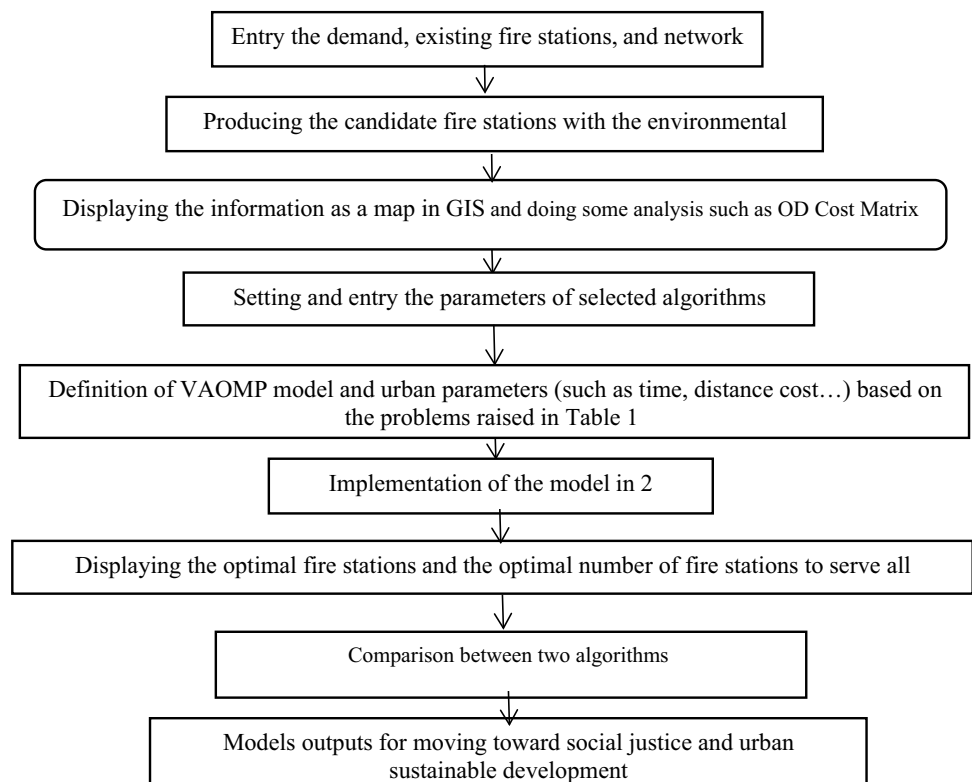 Entry the demand, existing fire stations, and network
Producing the candidate fire stations with the environmental
Displaying the information as a map in GIS and doing some analysis such as OD Cost Matrix
Setting and entry the parameters of selected algorithms
Definition of VAOMP model and urban parameters (such as time, distance cost…) based on
the problems raised in Table 1
Implementation of the model in 2
Displaying the optimal fire stations and the optimal number of fire stations to serve all
Comparison between two algorithms
Models outputs for moving toward social justice and urban
sustainable development